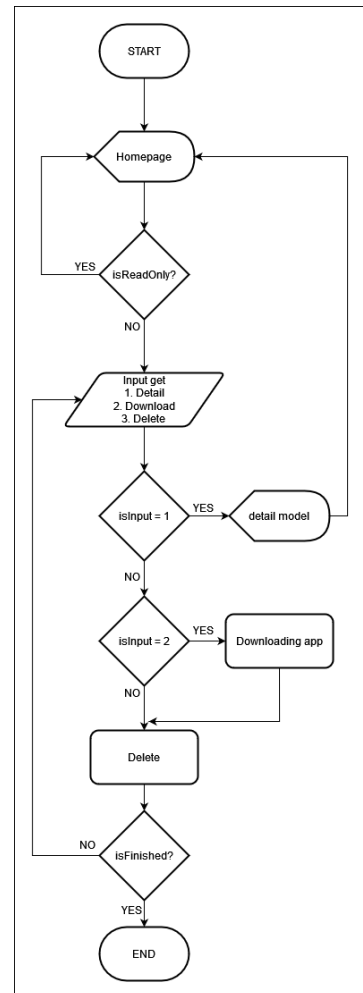 START
Homepage
YES
isReadOnly?
NO
Input get
1. Detail
2. Download
3. Delete
isInput = 1
YES
detail model
NO
isInput = 2
YES
Downloading app
NO
Delete
NO
isFinished?
YES
END